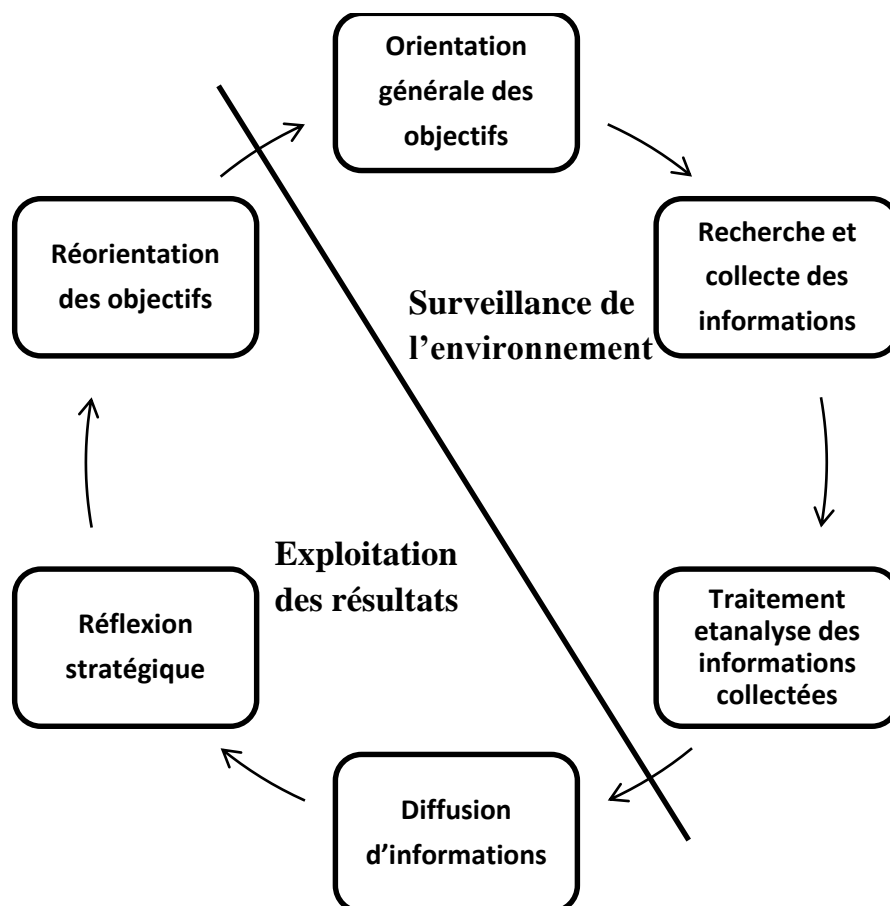 Orientation
générale des
objectifs
Recherche et
collecte des
informations
Traitement
etanalyse des
informations
collectées
Diffusion
d’informations
Réflexion
stratégique
Réorientation
des objectifs
Surveillance de
l’environnement
Exploitation
des résultats